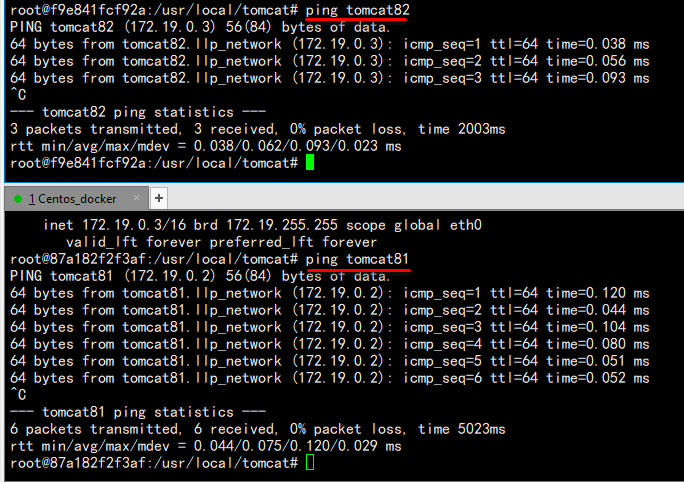 root@f9e841fcf92a:/usr/local/tomcat# ping tomcat82
PING tomcat82 (172.19.0.3) 56(84) bytes of data.
64 bytes from tomcat82.llp_network (172.19.0.3): icmp_seq=1 ttl=64 time=0.038 ms
64 bytes from tomcat82.llp_network (172.19.0.3): icmp_seq=2 ttl=64 time=0.056 ms
64 bytes from tomcat82.llp_network (172.19.0.3): icmp_seq=3 ttl=64 time=0.093 ms
^C
--- tomcat82 ping statistics ---
3 packets transmitted, 3 received, 0% packet loss, time 2003ms
rtt min/avg/max/mdev = 0.038/0.062/0.093/0.023 ms
root@f9e841fcf92a:/usr/local/tomcat#
1 Centos_docker × +
inet 172.19.0.3/16 brd 172.19.255.255 scope global eth0
valid_lft forever preferred_lft forever
root@87a182f2f3af:/usr/local/tomcat# ping tomcat81
PING tomcat81 (172.19.0.2) 56(84) bytes of data.
64 bytes from tomcat81.llp_network (172.19.0.2): icmp_seq=1 ttl=64 time=0.120 ms
64 bytes from tomcat81.llp_network (172.19.0.2): icmp_seq=2 ttl=64 time=0.044 ms
64 bytes from tomcat81.llp_network (172.19.0.2): icmp_seq=3 ttl=64 time=0.104 ms
64 bytes from tomcat81.llp_network (172.19.0.2): icmp_seq=4 ttl=64 time=0.080 ms
64 bytes from tomcat81.llp_network (172.19.0.2): icmp_seq=5 ttl=64 time=0.051 ms
64 bytes from tomcat81.llp_network (172.19.0.2): icmp_seq=6 ttl=64 time=0.052 ms
^C
--- tomcat81 ping statistics ---
6 packets transmitted, 6 received, 0% packet loss, time 5023ms
rtt min/avg/max/mdev = 0.044/0.075/0.120/0.029 ms
root@87a182f2f3af:/usr/local/tomcat#